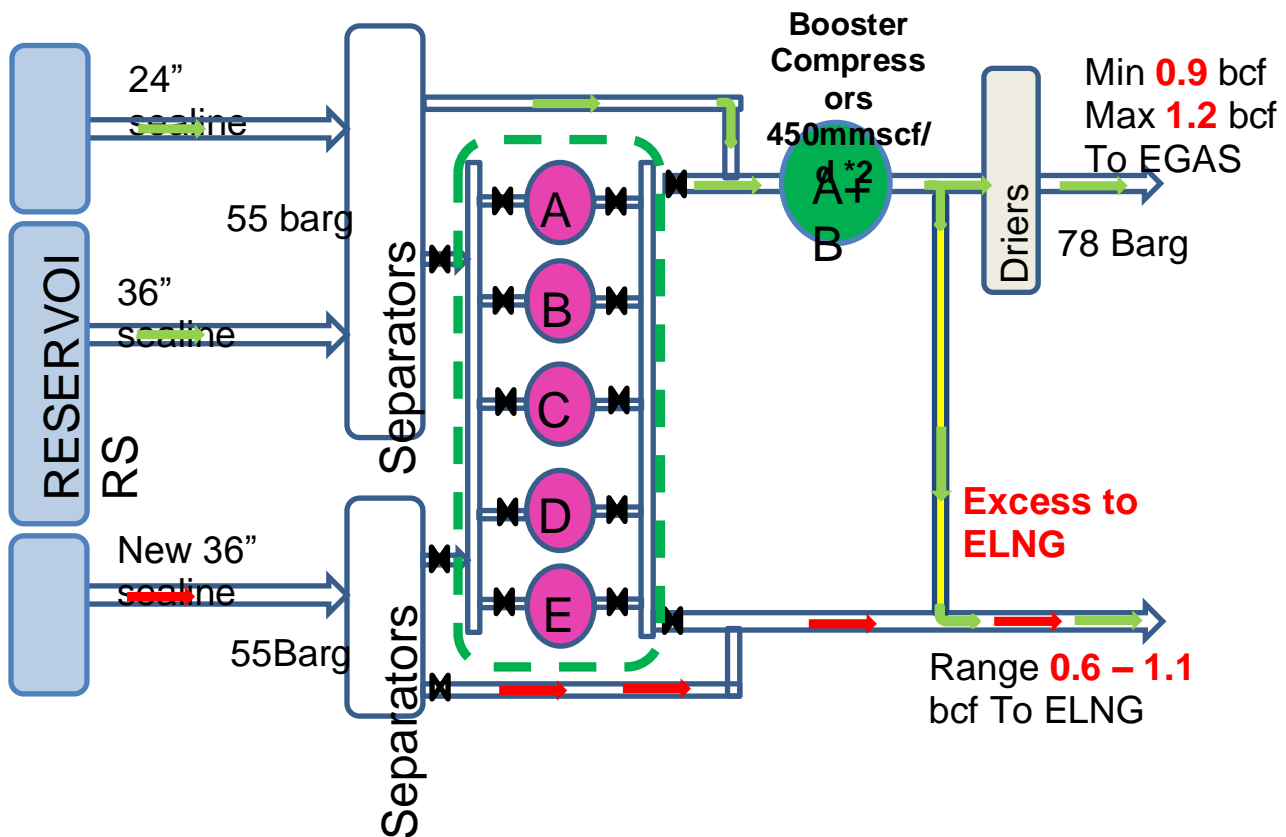 24”
sealine
55 barg
36”
sealine
RESERVOI
RS
New 36”
sealine
55Barg
Separators
Separators
A
B
C
D
E
Booster
Compress
ors
450mmscf/
d *2
A+
B
Driers
Min 0.9 bcf
Max 1.2 bcf
To EGAS
78 Barg
Excess to
ELNG
Range 0.6 – 1.1
bcf To ELNG